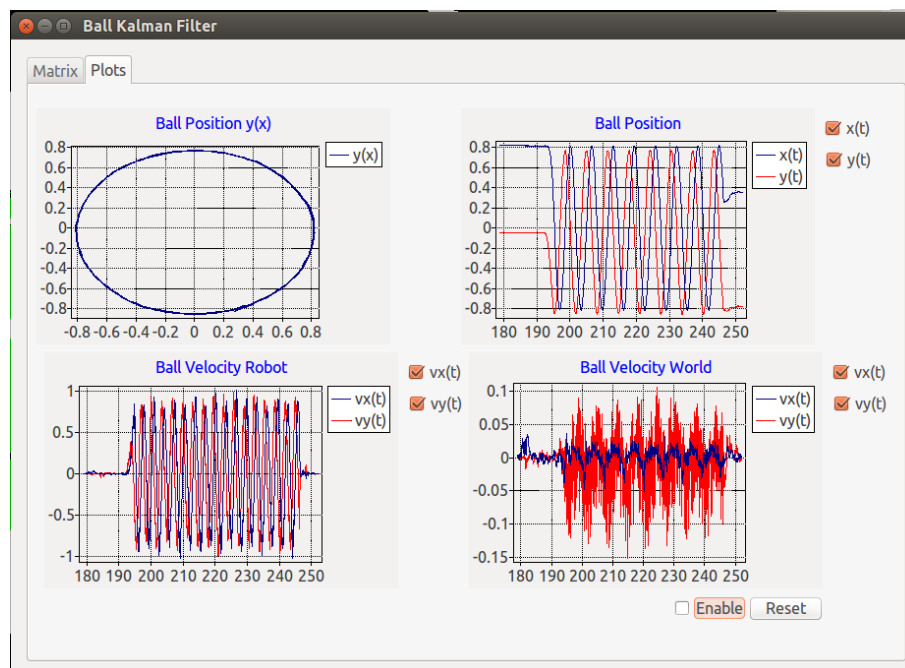 Ball Kalman Filter
Matrix Plots
Ball Position y(x)
0.8
0.6
0.4
0.2
0
-0.2
-0.4
-0.6
-0.8
-0.8 -0.6 -0.4 -0.2 0 0.2 0.4 0.6 0.8
y(x)
Ball Position
0.8
0.6
0.4
0.2
0
-0.2
-0.4
-0.6
-0.8
180 190 200 210 220 230 240 250
x(t)
y(t)
x(t)
y(t)
Ball Velocity Robot
1
0.5
0
-0.5
-1
180 190 200 210 220 230 240 250
vx(t)
vy(t)
vx(t)
vy(t)
Ball Velocity World
0.1
0.05
0
-0.05
-0.1
-0.15
180 190 200 210 220 230 240 250
vx(t)
vy(t)
vx(t)
vy(t)
Enable Reset